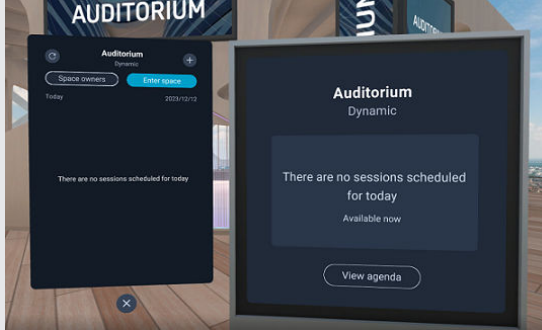 AUDITORIUM
Auditorium
Dynamic
Space owners
Enter space
Today
2023/12/12
There are no sessions scheduled for today
Auditorium
Dynamic
There are no sessions scheduled
for today
Available now
View agenda